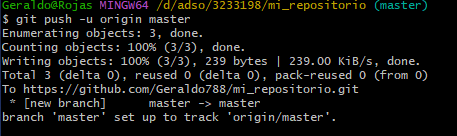 Geraldo@Rojas MINGW64 /d/adso/3233198/mi_repositorio (master)
$ git push -u origin master
Enumerating objects: 3, done.
Counting objects: 100% (3/3), done.
Writing objects: 100% (3/3), 239 bytes | 239.00 KiB/s, done.
Total 3 (delta 0), reused 0 (delta 0), pack-reused 0 (from 0)
To https://github.com/Geraldo788/mi_repositorio.git
 * [new branch]      master -> master
branch 'master' set up to track 'origin/master'.